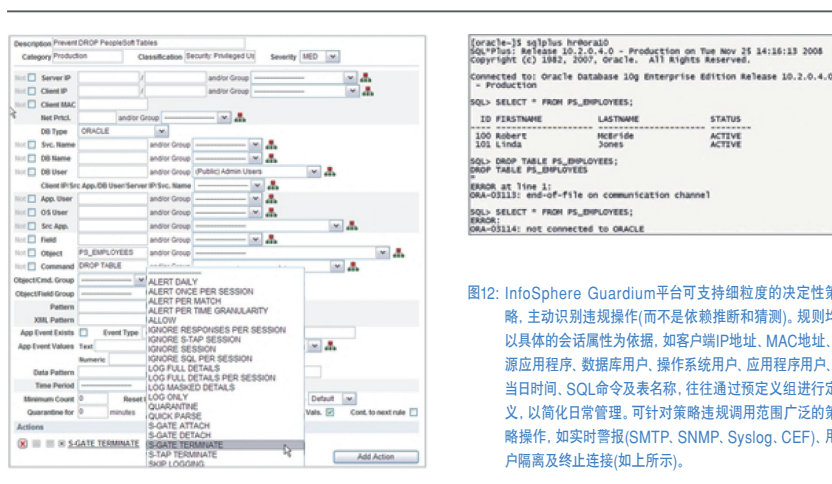 Description Prevent DROP PeopleSoft Tables
Category Production Classification Security: Privileged Us Severity MED
Not Server IP / and/or Group
Not Client IP / and/or Group
Not Client MAC
Net Prtcl. and/or Group
DB Type ORACLE
Not Svc. Name and/or Group
Not DB Name and/or Group
Not DB User and/or Group (Public) Admin Users
Client IP/Src App./DB User/Server IP/Svc. Name
Not App. User and/or Group
Not OS User and/or Group
Not Src App. and/or Group
Not Field and/or Group
Not Object PS_EMPLOYEES and/or Group
Not Command DROP TABLE and/or Group
Object/Cmd. Group
Object/Field Group
Pattern
XML Pattern
App Event Exists Event Type
App Event Values Text
Numeric
Data Pattern
Time Period
Minimum Count 0 Reset Default
Quarantine for 0 minutes Vals. Cont. to next rule
Actions
S-GATE TERMINATE
ALERT DAILY
ALERT ONCE PER SESSION
ALERT PER MATCH
ALERT PER TIME GRANULARITY
ALLOW
IGNORE RESPONSES PER SESSION
IGNORE S-TAP SESSION
IGNORE SESSION
IGNORE SQL PER SESSION
LOG FULL DETAILS
LOG FULL DETAILS PER SESSION
LOG MASKED DETAILS
LOG ONLY
QUARANTINE
QUICK PARSE
S-GATE ATTACH
S-GATE DETACH
S-GATE TERMINATE
S-TAP TERMINATE
SKIP LOGGING
Add Action
[oracle~]$ sqlplus hr@ora10
SQL*Plus: Release 10.2.0.4.0 - Production on Tue Nov 25 14:16:13 2008
Copyright (c) 1982, 2007, Oracle. All Rights Reserved.
Connected to: Oracle Database 10g Enterprise Edition Release 10.2.0.4.0
- Production
SQL> SELECT * FROM PS_EMPLOYEES;
ID FIRSTNAME LASTNAME STATUS
100 Robert McBride ACTIVE
101 Linda Jones ACTIVE
SQL> DROP TABLE PS_EMPLOYEES;
DROP TABLE PS_EMPLOYEES
*
ERROR at line 1:
ORA-03113: end-of-file on communication channel
SQL> SELECT * FROM PS_EMPLOYEES;
ERROR:
ORA-03114: not connected to ORACLE
图12: InfoSphere Guardium平台可支持细粒度的决定性策
略, 主动识别违规操作(而不是依赖推断和猜测)。规则均
以具体的会话属性为依据, 如客户端IP地址、MAC地址、
源应用程序、数据库用户、操作系统用户、应用程序用户、
当日时间、SQL命令及表名称, 往往通过预定义组进行定
义, 以简化日常管理。可针对策略违规调用范围广泛的策
略操作, 如实时警报(SMTP、SNMP、Syslog、CEF)、用
户隔离及终止连接(如上所示)。